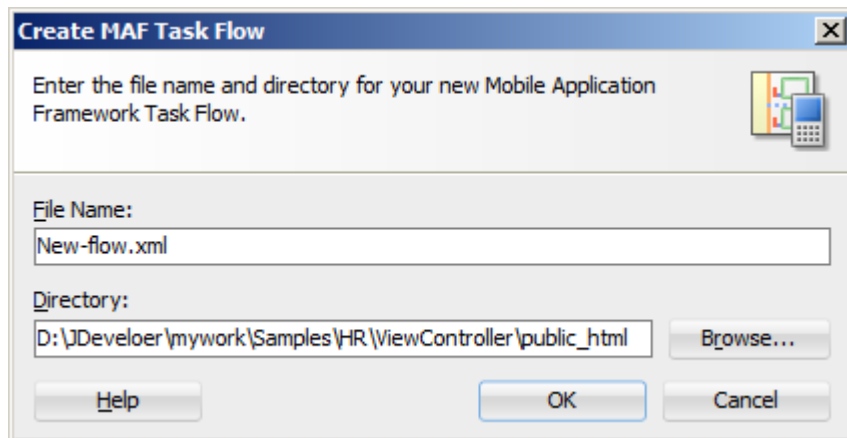 Create MAF Task Flow
Enter the file name and directory for your new Mobile Application
Framework Task Flow.
File Name:
New-flow.xml
Directory:
D:\JDeveloer\mywork\Samples\HR\ViewController\public_html
Browse...
Help
OK
Cancel